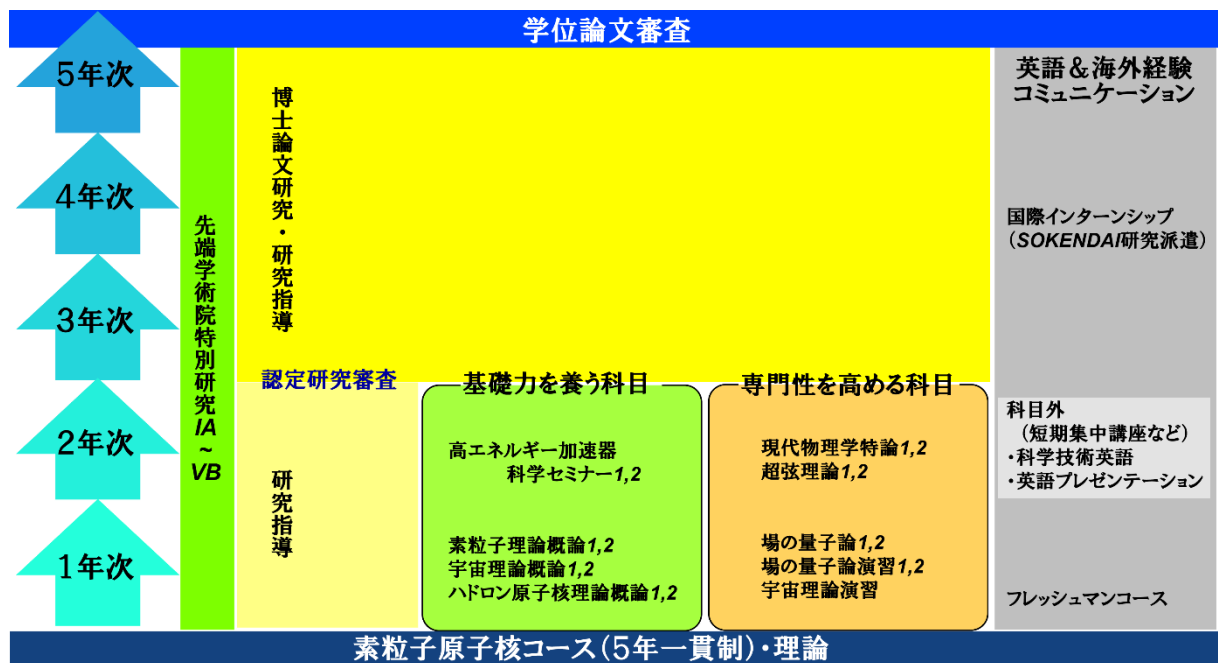 学位論文審査
5年次
4年次
3年次
2年次
1年次
先端学術院特別研究IA~VB
博士論文研究・研究指導
認定研究審査
研究指導
基礎力を養う科目
高エネルギー加速器
科学セミナー1,2
素粒子理論概論1,2
宇宙理論概論1,2
ハドロン原子核理論概論1,2
専門性を高める科目
現代物理学特論1,2
超弦理論1,2
場の量子論1,2
場の量子論演習1,2
宇宙理論演習
英語&海外経験
コミュニケーション
国際インターンシップ
(SOKENDAI研究派遣)
科目外
(短期集中講座など)
・科学技術英語
・英語プレゼンテーション
フレッシュマンコース
素粒子原子核コース(5年一貫制)・理論